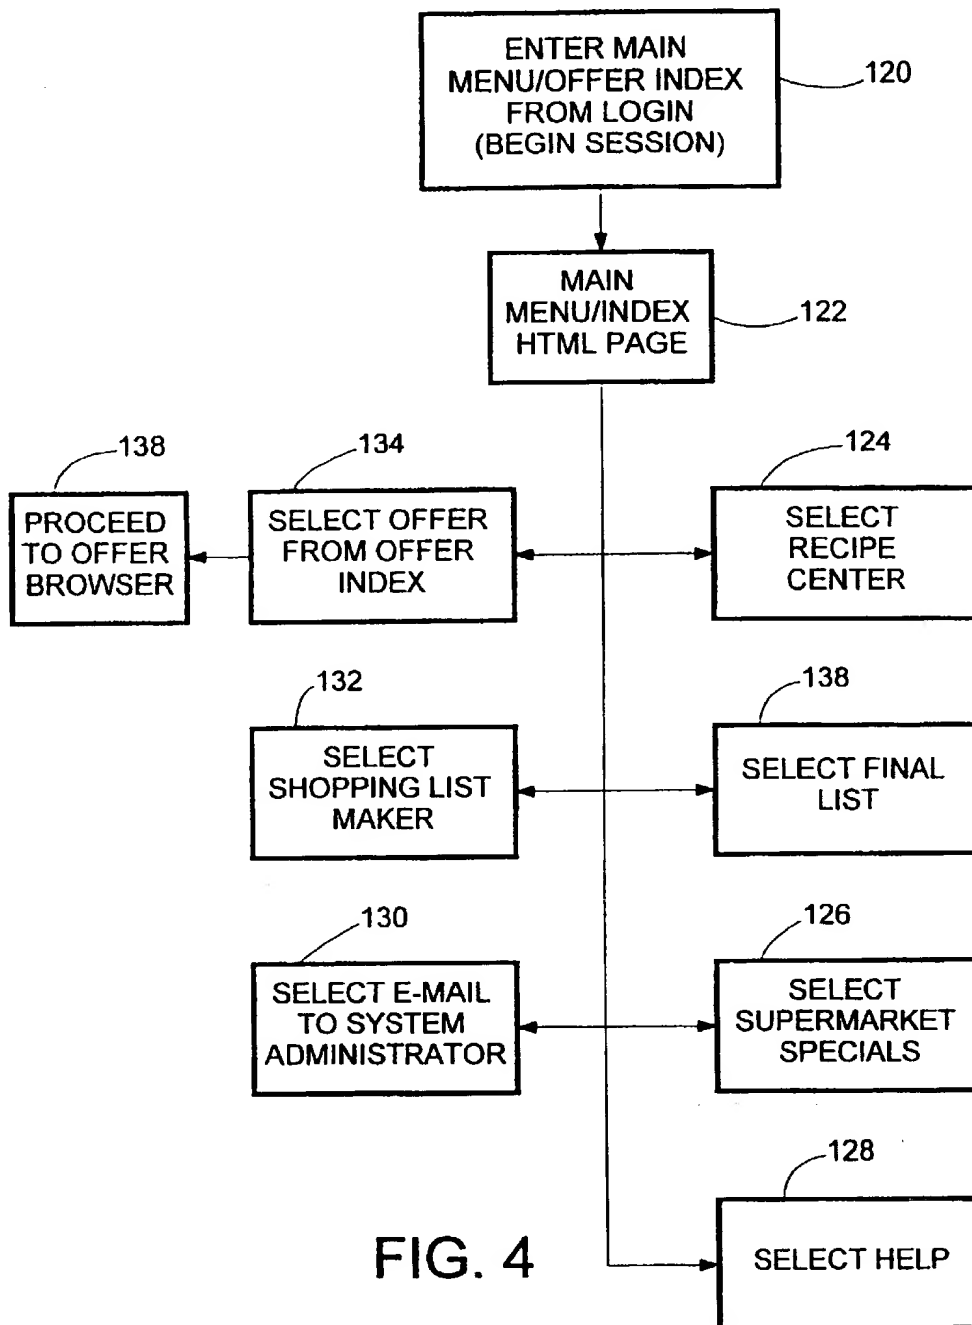 ENTER MAIN
MENU/OFFER INDEX
FROM LOGIN
(BEGIN SESSION)
120
MAIN
MENU/INDEX
HTML PAGE
122
138
PROCEED
TO OFFER
BROWSER
134
SELECT OFFER
FROM OFFER
INDEX
124
SELECT
RECIPE
CENTER
132
SELECT
SHOPPING LIST
MAKER
138
SELECT FINAL
LIST
130
SELECT E-MAIL
TO SYSTEM
ADMINISTRATOR
126
SELECT
SUPERMARKET
SPECIALS
128
SELECT HELP
FIG. 4